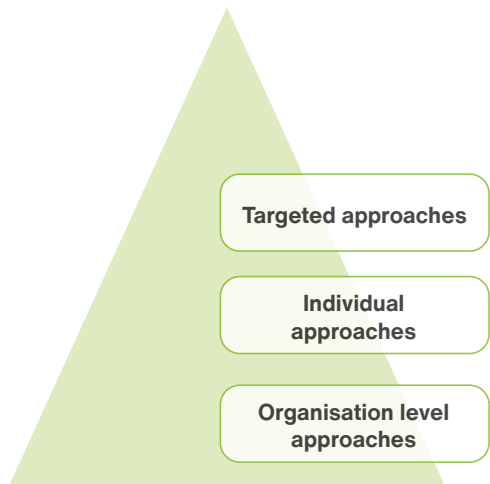 Targeted approaches
Individual
approaches
Organisation level
approaches